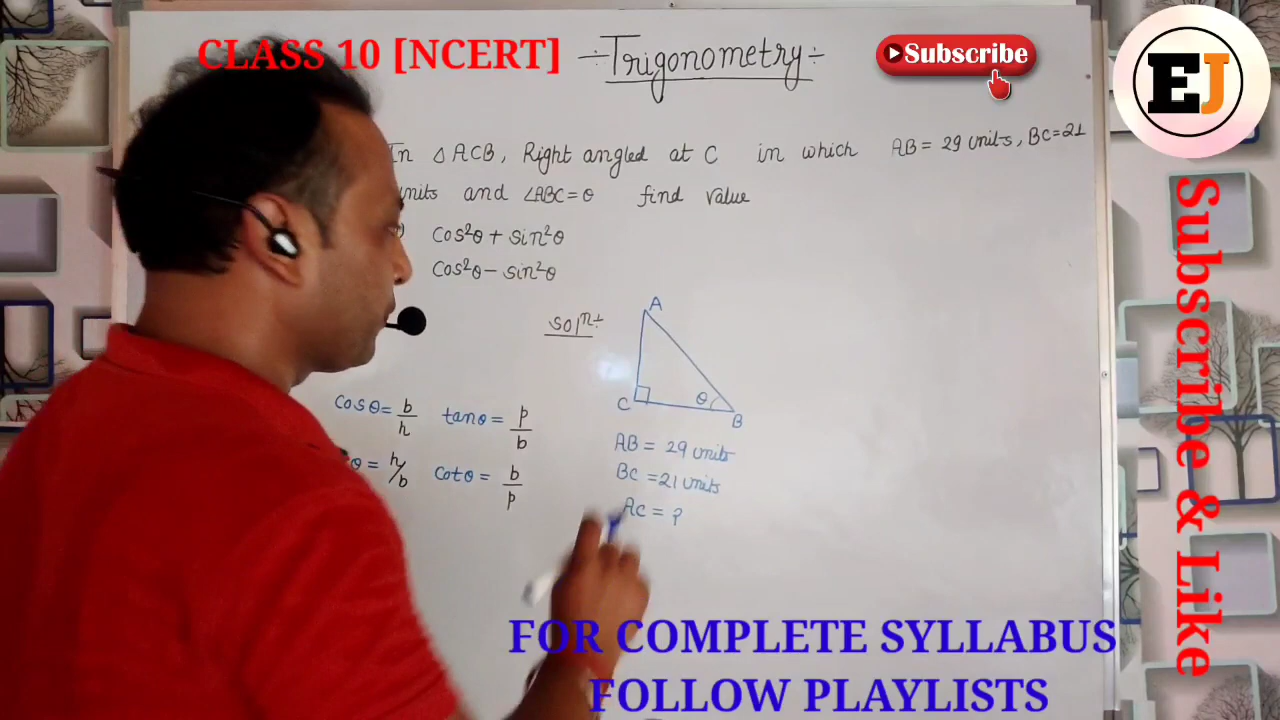 CLASS 10 [NCERT]
÷Trigonometry÷
Subscribe
EJ
In △ACB, Right angled at C in which AB = 29 units, BC=21
units and ∠ABC=θ find value
Cos²θ + sin²θ
Cos²θ − sin²θ
Solⁿ:-
A
C θ B
cosθ = b/h tanθ = p/b
θ = h/b cotθ = b/p
AB = 29 units
BC = 21 units
AC = ?
Subscribe & Like
FOR COMPLETE SYLLABUS
FOLLOW PLAYLISTS